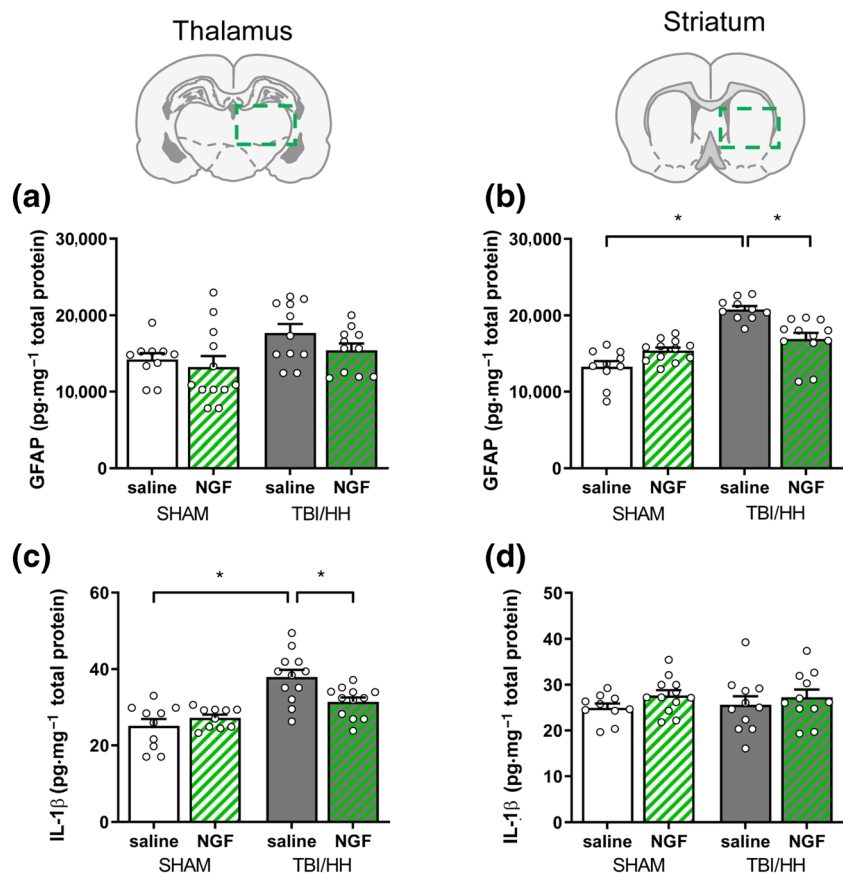 Thalamus
Striatum
(a)
(b)
* *
GFAP (pg·mg⁻¹ total protein)
30,000
20,000
10,000
0
saline NGF saline NGF
SHAM TBI/HH
GFAP (pg·mg⁻¹ total protein)
30,000
20,000
10,000
0
saline NGF saline NGF
SHAM TBI/HH
(c)
(d)
* *
IL-1β (pg·mg⁻¹ total protein)
60
40
20
0
saline NGF saline NGF
SHAM TBI/HH
IL-1β (pg·mg⁻¹ total protein)
50
40
30
20
10
0
saline NGF saline NGF
SHAM TBI/HH